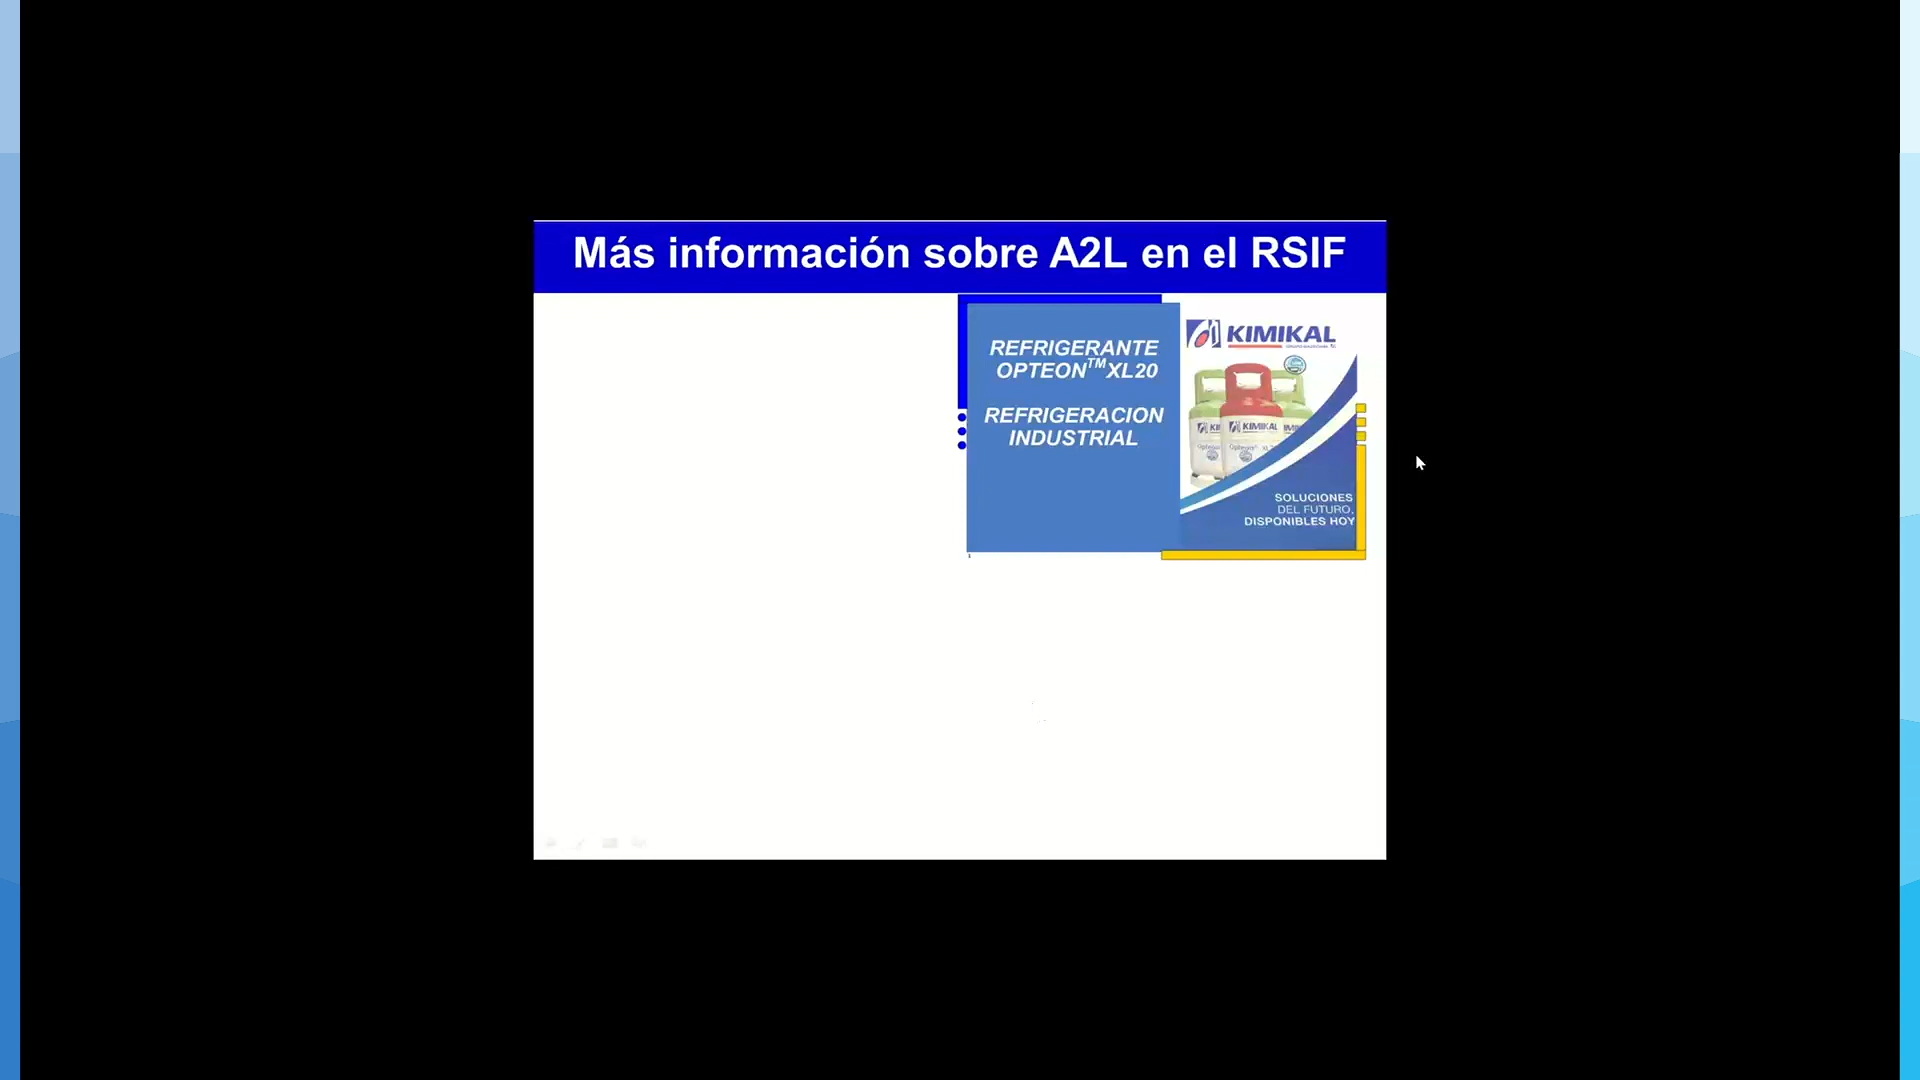 Más información sobre A2L en el RSIF
REFRIGERANTE
OPTEON™XL20
REFRIGERACION
INDUSTRIAL
KIMIKAL
KIMIKAL
SOLUCIONES
DEL FUTURO,
DISPONIBLES HOY